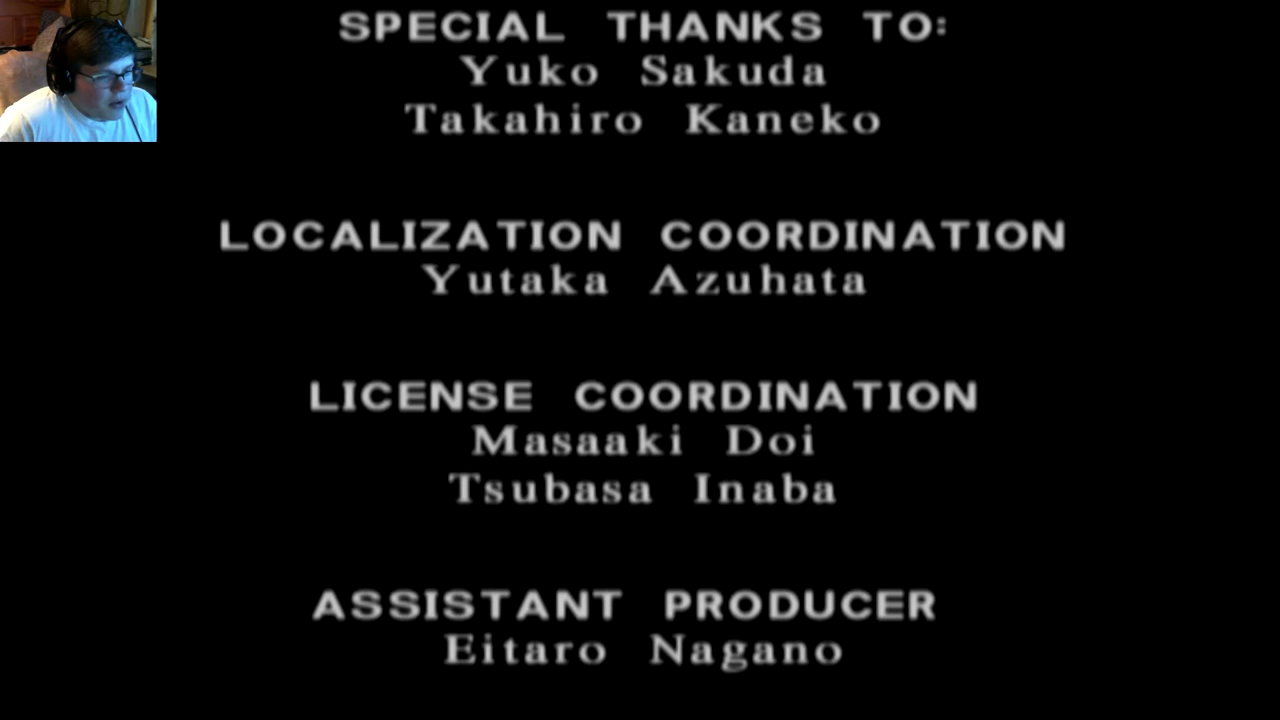 SPECIAL THANKS TO:
Yuko Sakuda
Takahiro Kaneko
LOCALIZATION COORDINATION
Yutaka Azuhata
LICENSE COORDINATION
Masaaki Doi
Tsubasa Inaba
ASSISTANT PRODUCER
Eitaro Nagano